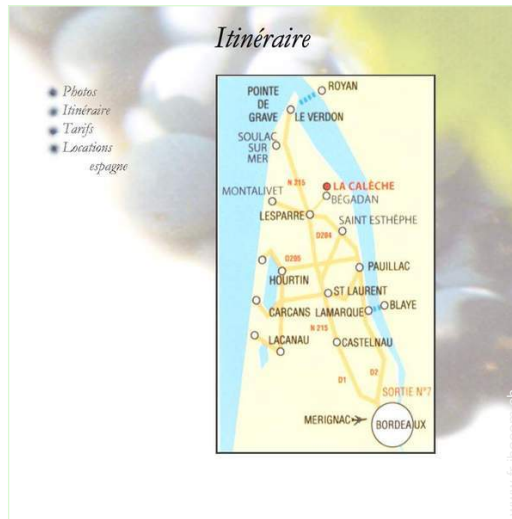 Itinéraire
Photos
Itinéraire
Tarifs
Locations
espagne
ROYAN
POINTE
DE
GRAVE
LE VERDON
SOULAC
SUR
MER
N 215
LA CALÈCHE
MONTALIVET
BÉGADAN
LESPARRE
SAINT ESTHÈPHE
D204
D205
PAUILLAC
HOURTIN
ST LAURENT
CARCANS
LAMARQUE
BLAYE
N 215
LACANAU
CASTELNAU
D1
D2
SORTIE N°7
MERIGNAC
BORDEAUX